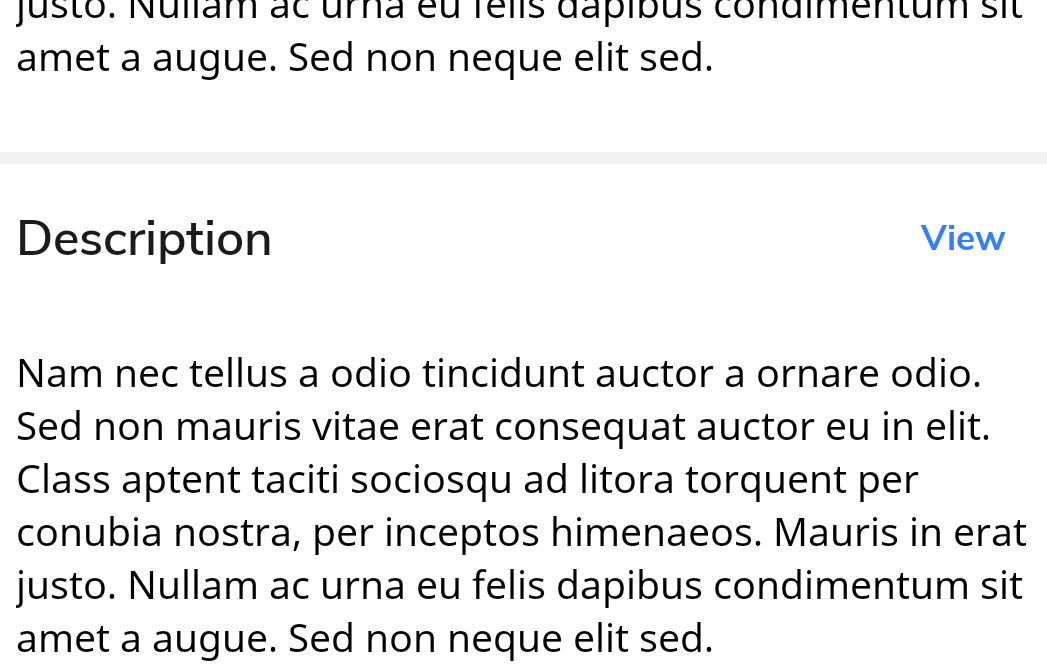 justo. Nullam ac urna eu felis dapibus condimentum sit
amet a augue. Sed non neque elit sed.
Description
View
Nam nec tellus a odio tincidunt auctor a ornare odio.
Sed non mauris vitae erat consequat auctor eu in elit.
Class aptent taciti sociosqu ad litora torquent per
conubia nostra, per inceptos himenaeos. Mauris in erat
justo. Nullam ac urna eu felis dapibus condimentum sit
amet a augue. Sed non neque elit sed.